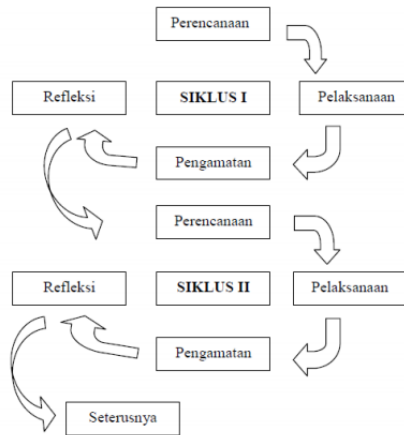 Perencanaan
Refleksi
SIKLUS I
Pelaksanaan
Pengamatan
Perencanaan
Refleksi
SIKLUS II
Pelaksanaan
Pengamatan
Seterusnya